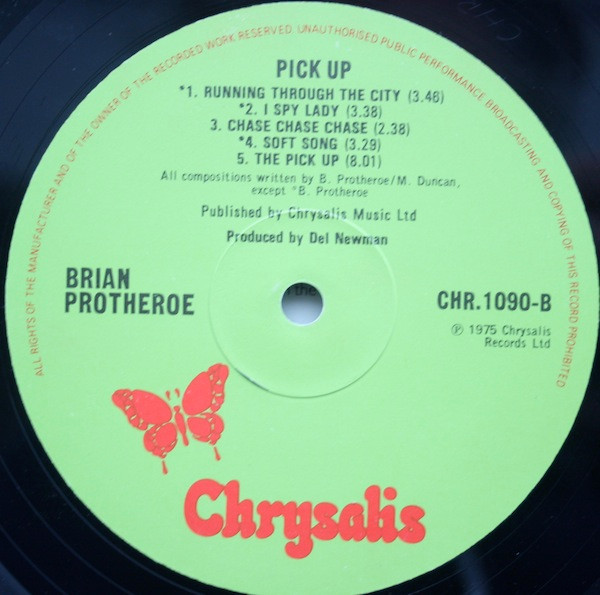 ALL RIGHTS OF THE MANUFACTURER AND OF THE OWNER OF THE RECORDED WORK RESERVED. UNAUTHORISED PUBLIC PERFORMANCE BROADCASTING AND COPYING OF THIS RECORD PROHIBITED
PICK UP
*1. RUNNING THROUGH THE CITY (3.46)
*2. I SPY LADY (3.38)
3. CHASE CHASE CHASE (2.38)
*4. SOFT SONG (3.29)
5. THE PICK UP (8.01)
All compositions written by B. Protheroe/M. Duncan,
except *B. Protheroe
Published by Chrysalis Music Ltd
Produced by Del Newman
BRIAN
PROTHEROE
the
CHR.1090-B
℗ 1975 Chrysalis
Records Ltd
Chrysalis